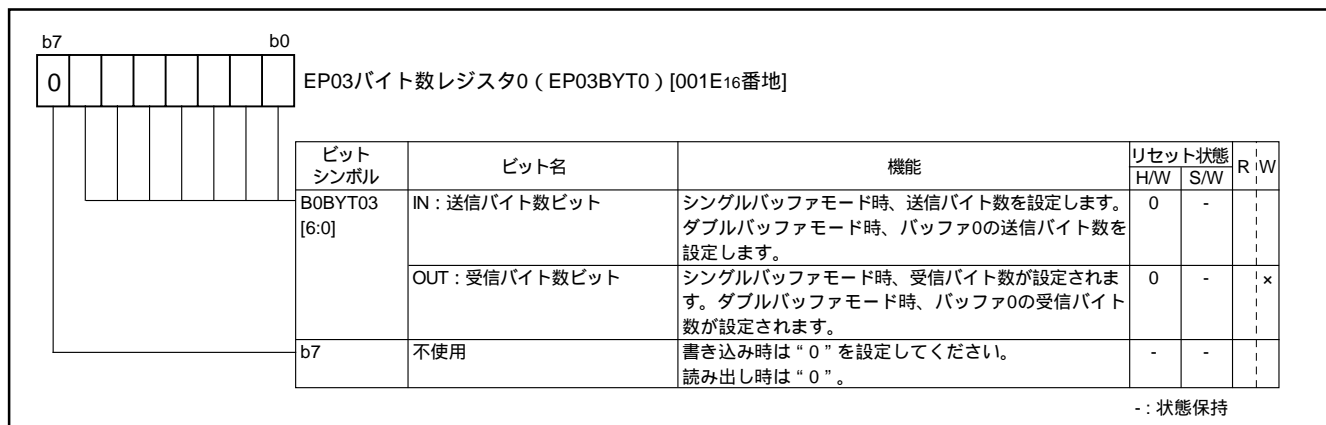 b7 b0
0
EP03バイト数レジスタ0（EP03BYT0）[001E16番地]
ビット
シンボル
ビット名
機能
リセット状態
H/W S/W
R W
B0BYT03
[6:0]
IN：送信バイト数ビット
シングルバッファモード時、送信バイト数を設定します。
ダブルバッファモード時、バッファ0の送信バイト数を
設定します。
0 -
OUT：受信バイト数ビット
シングルバッファモード時、受信バイト数が設定されま
す。ダブルバッファモード時、バッファ0の受信バイト
数が設定されます。
0 - ×
b7
不使用
書き込み時は“0”を設定してください。
読み出し時は“0”。
- -
-：状態保持